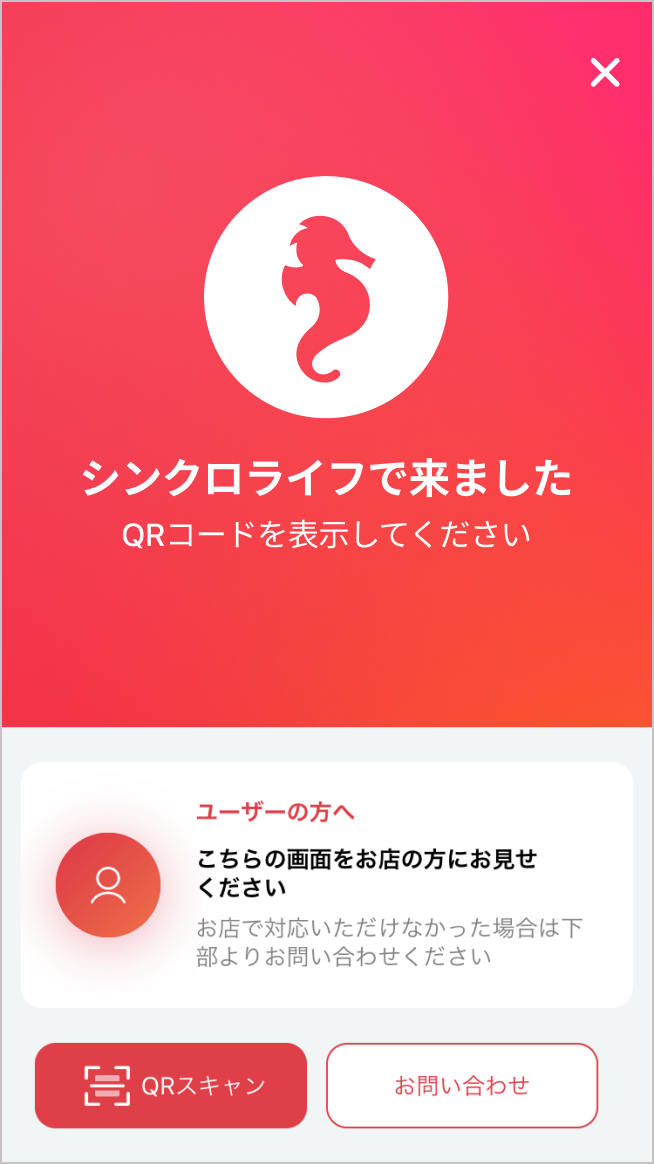 シンクロライフで来ました
QRコードを表示してください
ユーザーの方へ
こちらの画面をお店の方にお見せ
ください
お店で対応いただけなかった場合は下
部よりお問い合わせください
QRスキャン
お問い合わせ